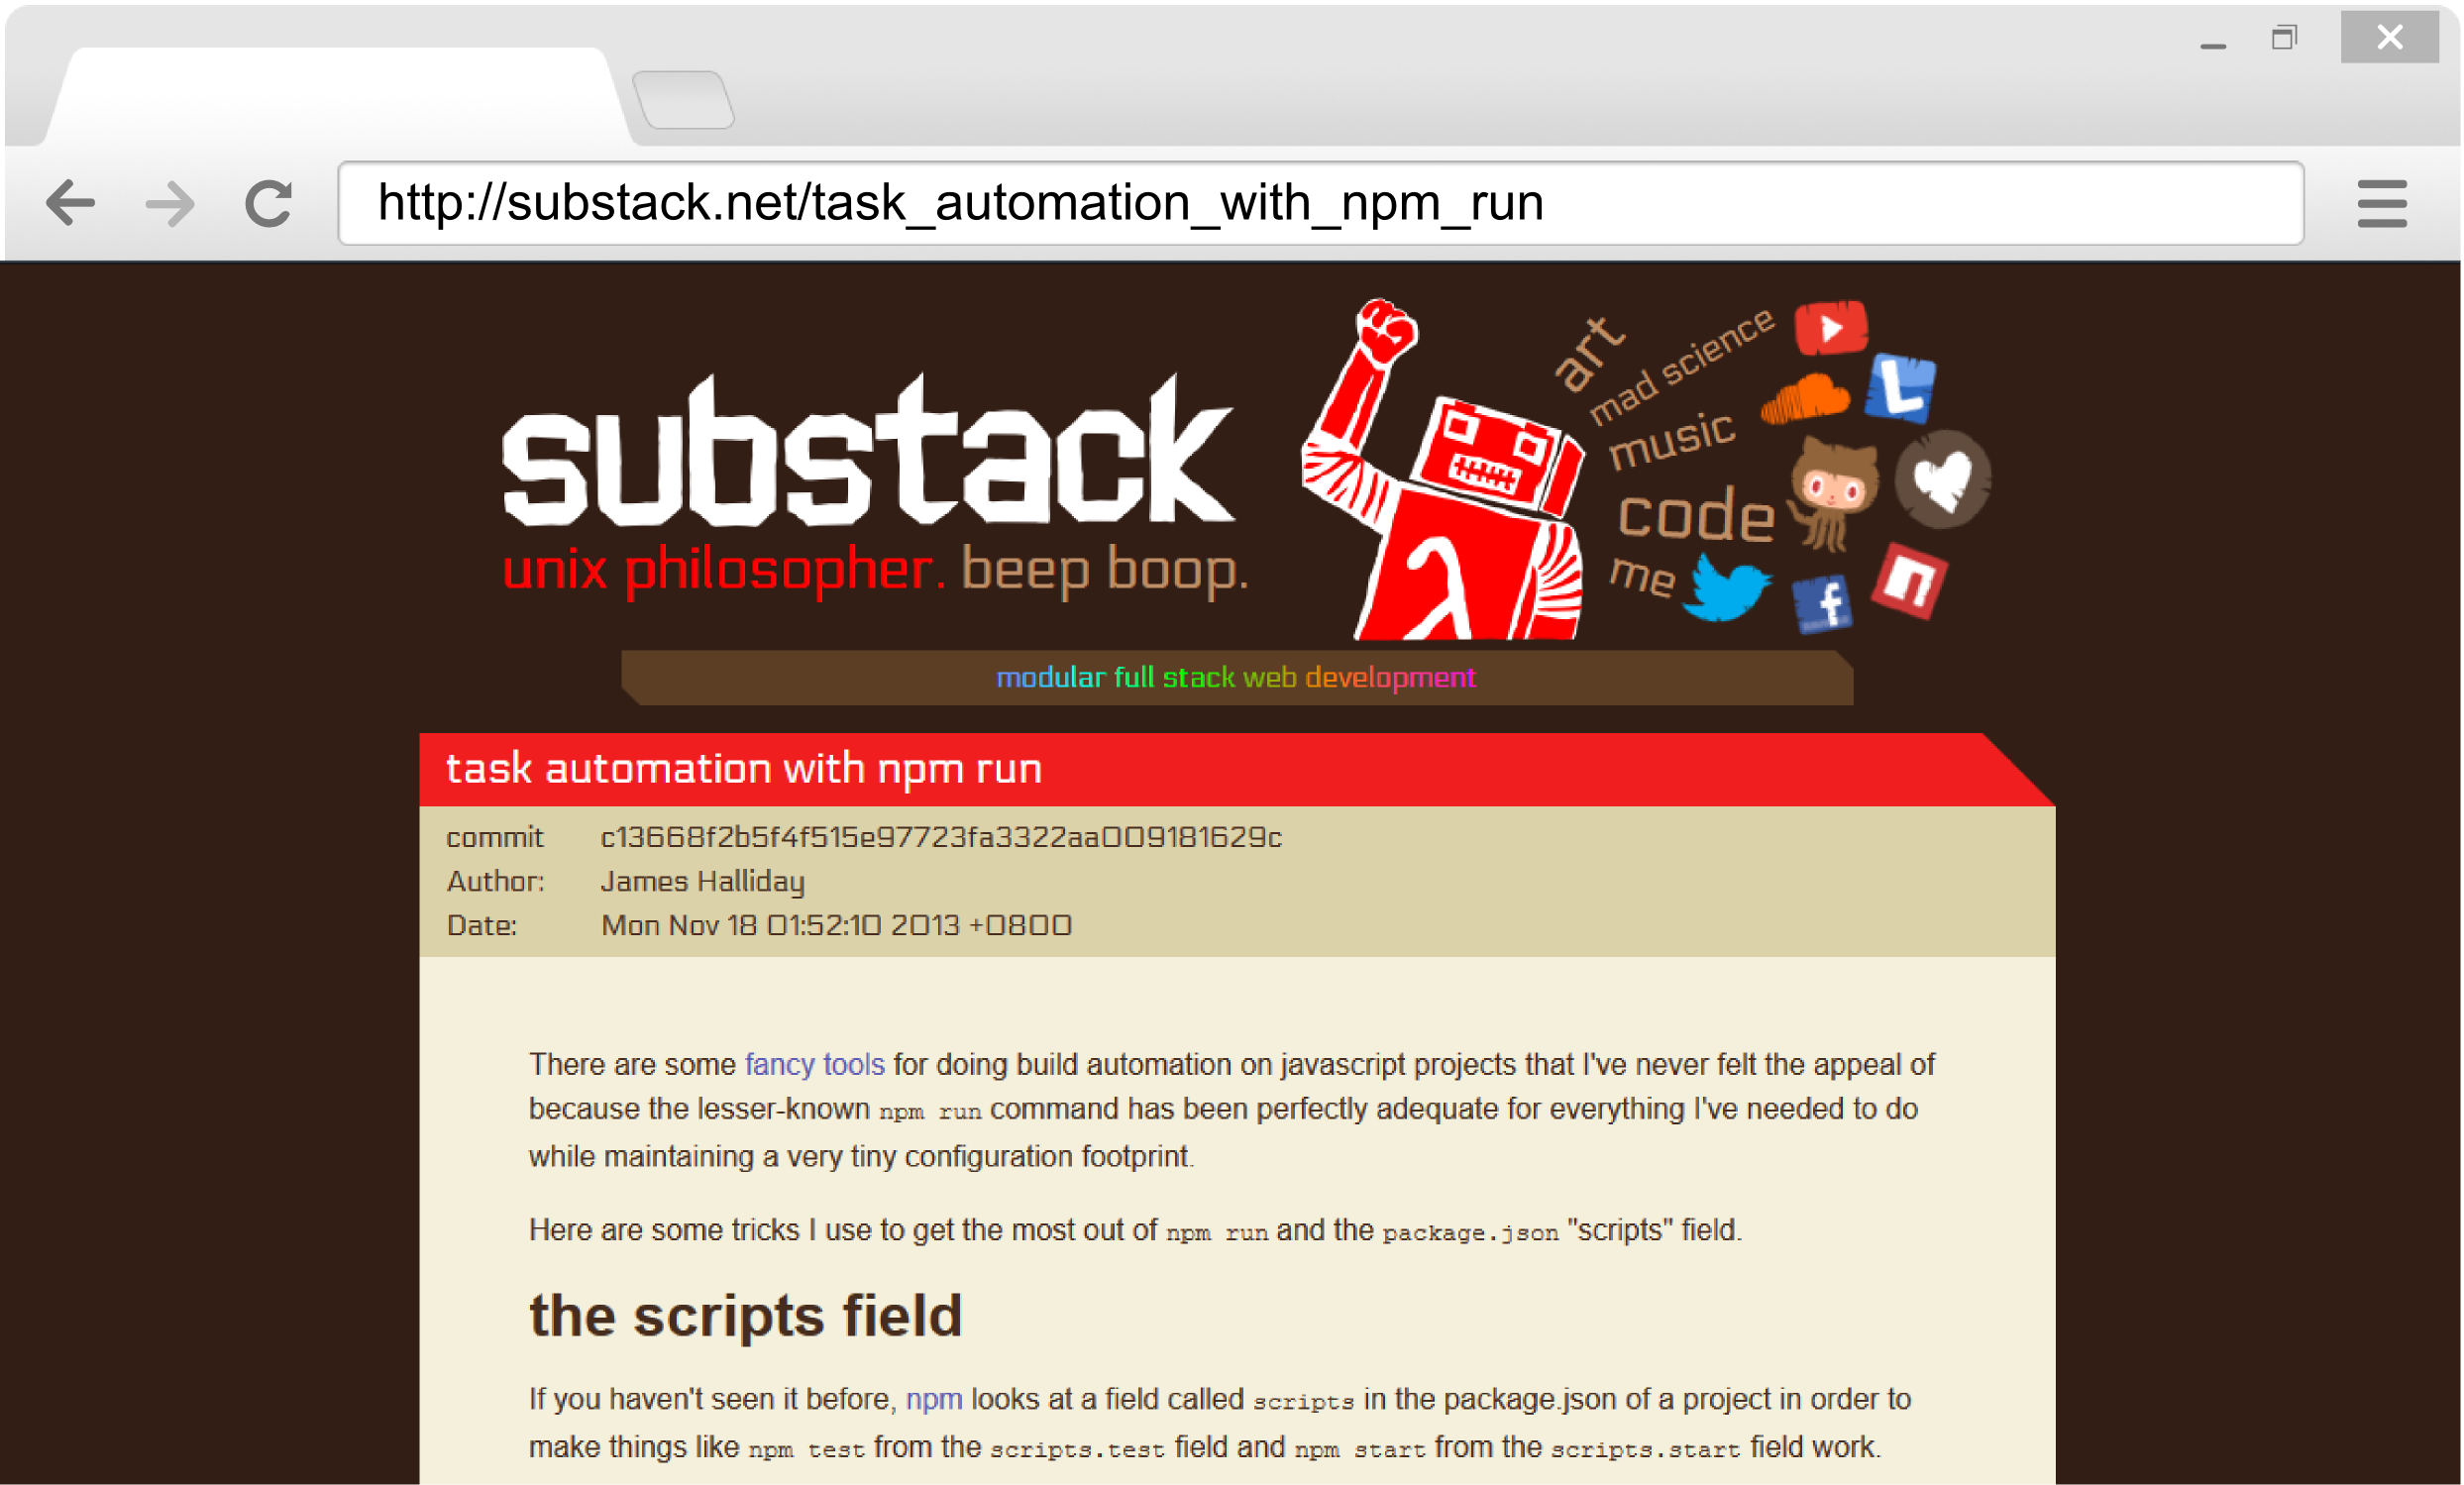 http://substack.net/task_automation_with_npm_run
substack
unix philosopher. beep boop.
art
mad science
music
code
me
modular full stack web development
task automation with npm run
commit c13668f2b5f4f515e97723fa3322aa009181629c
Author: James Halliday
Date: Mon Nov 18 01:52:10 2013 +0800
There are some fancy tools for doing build automation on javascript projects that I've never felt the appeal of
because the lesser-known npm run command has been perfectly adequate for everything I've needed to do
while maintaining a very tiny configuration footprint.
Here are some tricks I use to get the most out of npm run and the package.json "scripts" field.
the scripts field
If you haven't seen it before, npm looks at a field called scripts in the package.json of a project in order to
make things like npm test from the scripts.test field and npm start from the scripts.start field work.